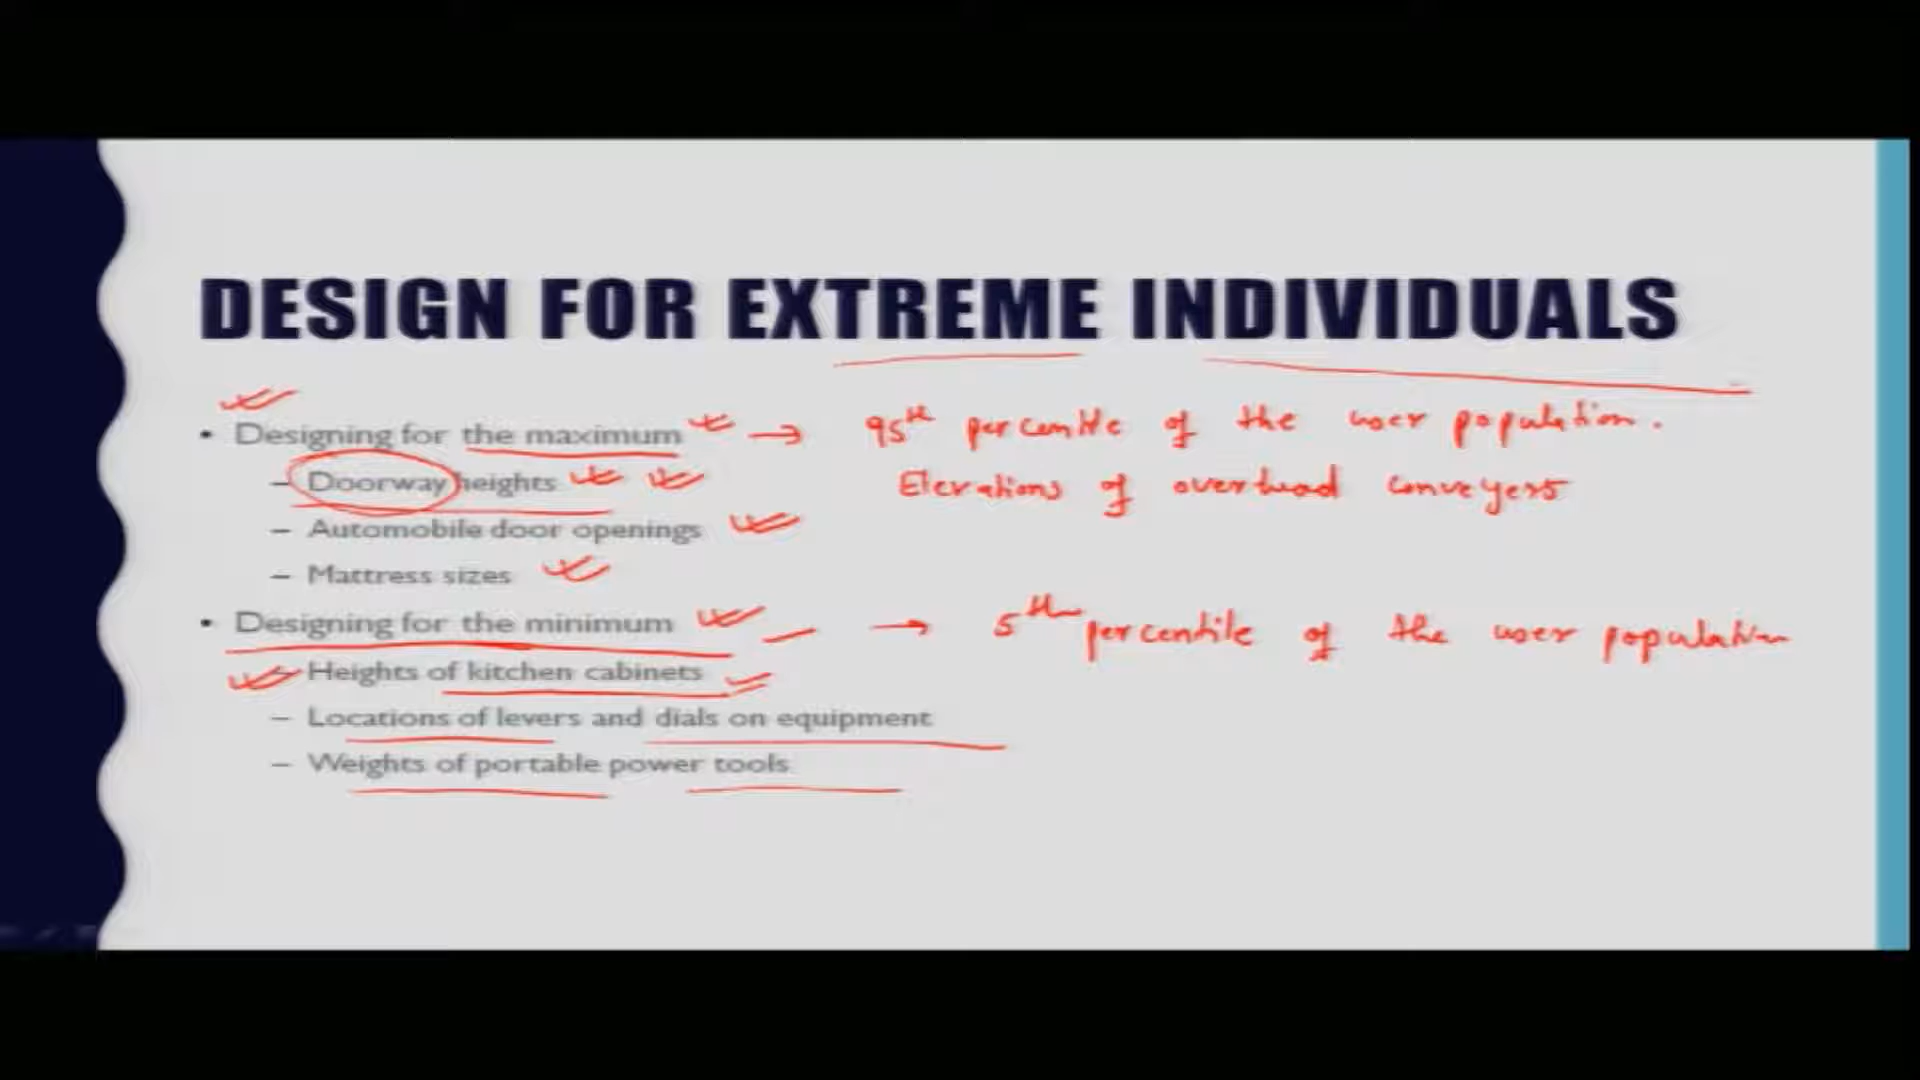 DESIGN FOR EXTREME INDIVIDUALS
• Designing for the maximum → 95th percentile of the user population.
– Doorway heights Elevations of overhead conveyers
– Automobile door openings
– Mattress sizes
• Designing for the minimum → 5th percentile of the user population
– Heights of kitchen cabinets
– Locations of levers and dials on equipment
– Weights of portable power tools